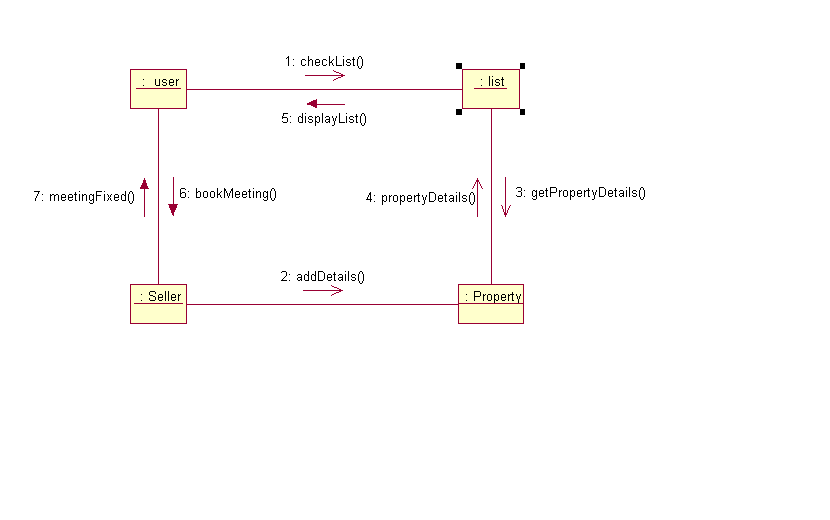 1: checkList()
: user
: list
5: displayList()
7: meetingFixed()
6: bookMeeting()
4: propertyDetails()
3: getPropertyDetails()
2: addDetails()
: Seller
: Property